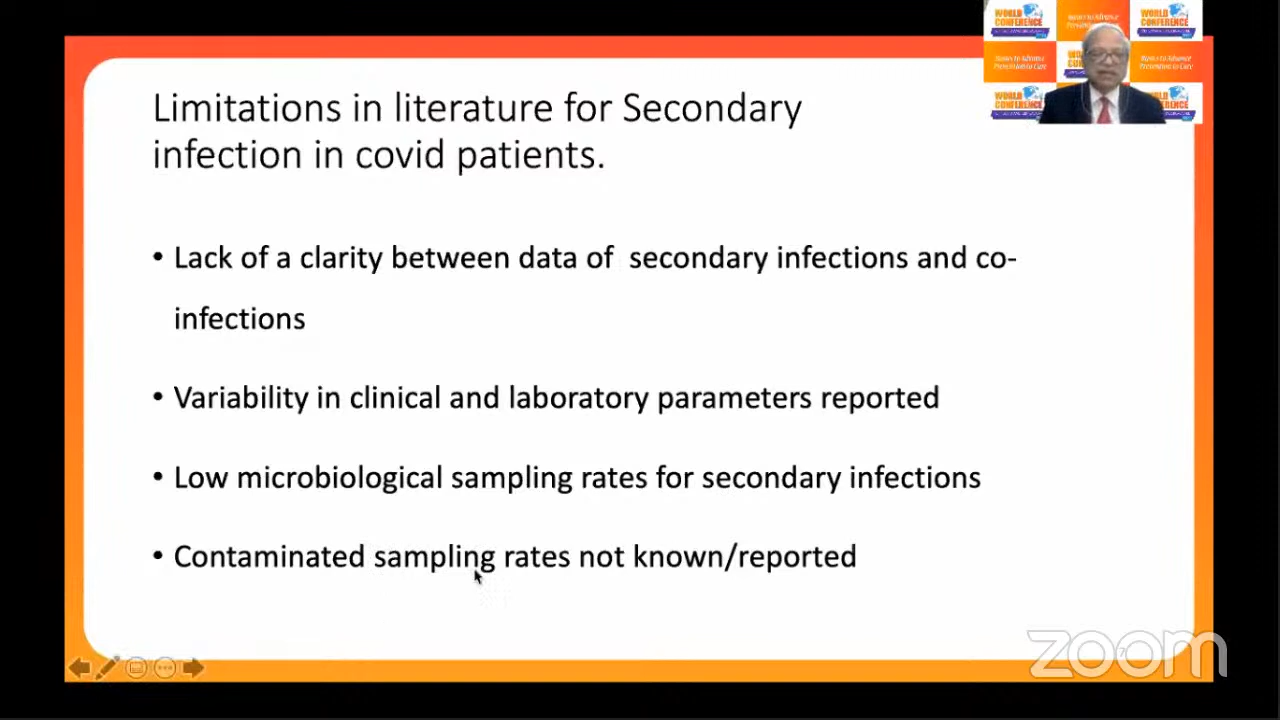 WORLD
CONFERENCE
WORLD
CONFERENCE
Limitations in literature for Secondary
infection in covid patients.
• Lack of a clarity between data of secondary infections and co-
infections
• Variability in clinical and laboratory parameters reported
• Low microbiological sampling rates for secondary infections
• Contaminated sampling rates not known/reported
zoom